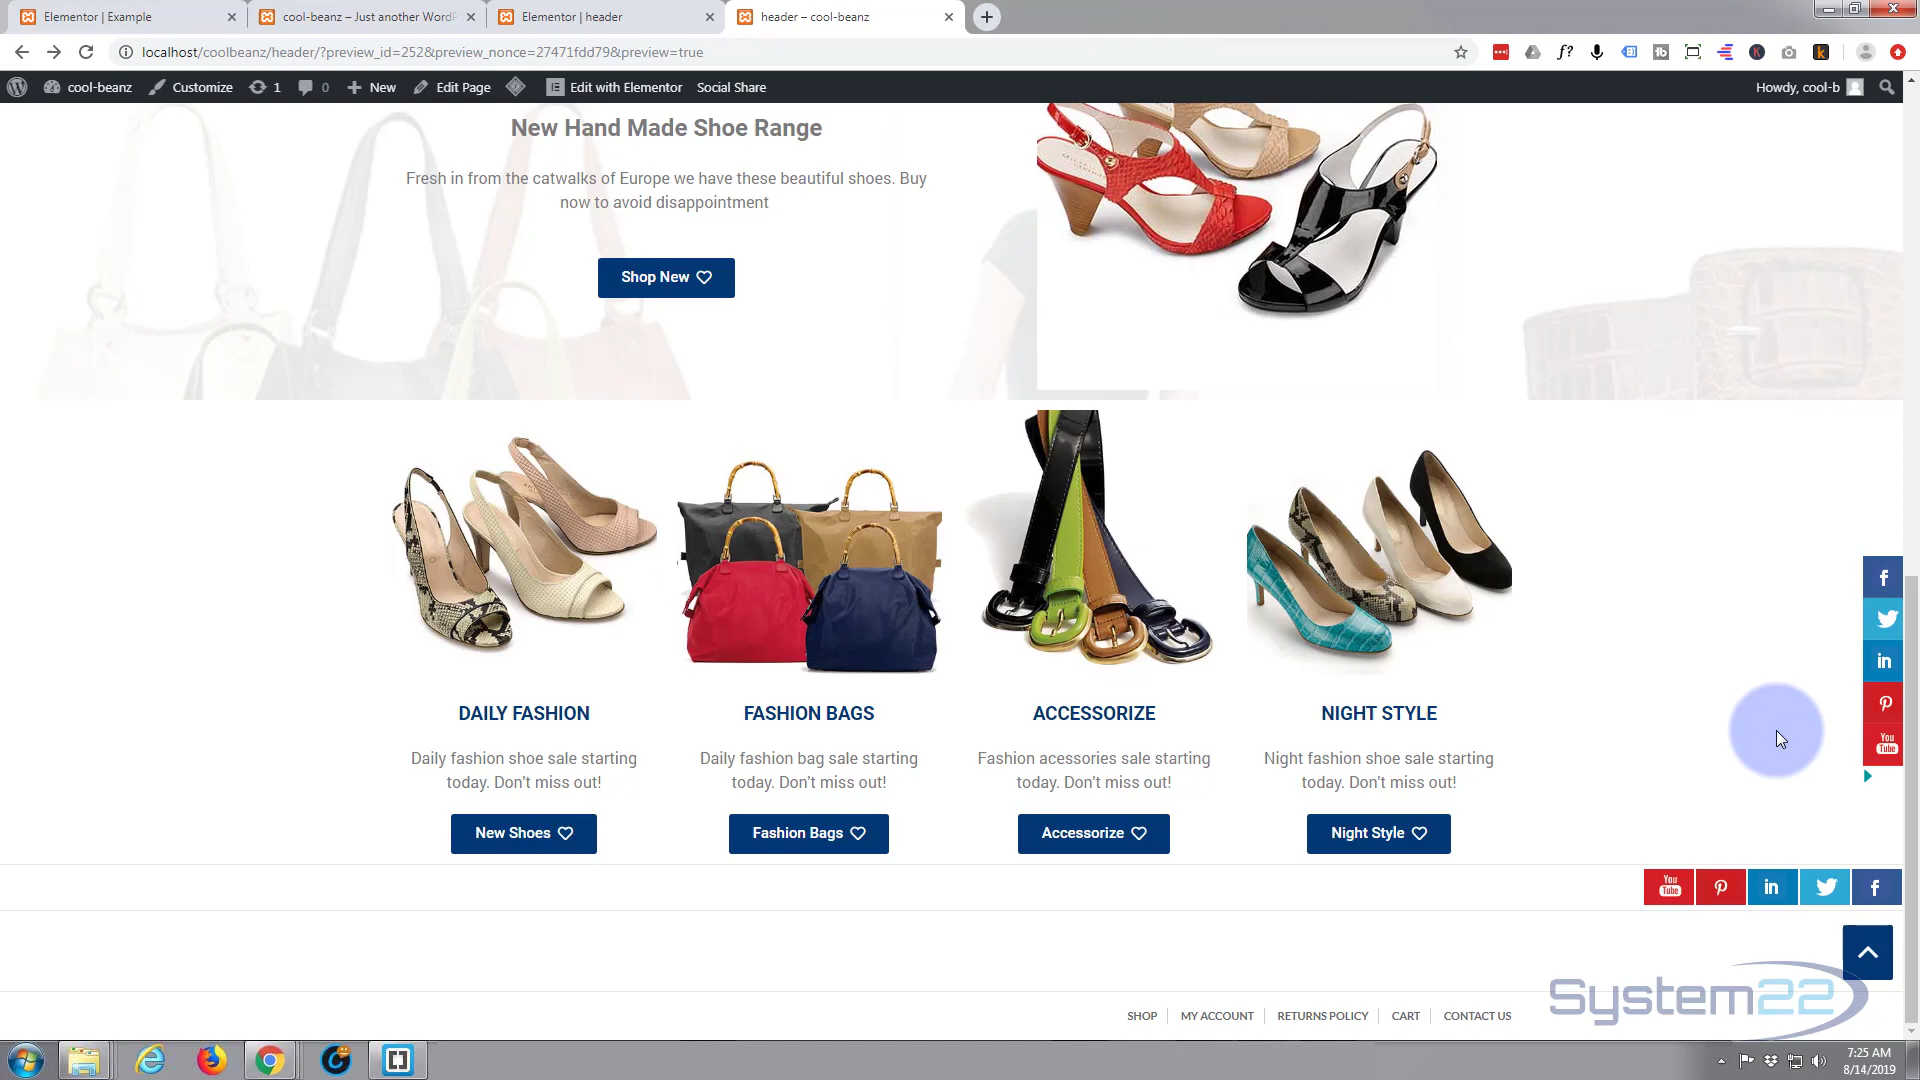 Elementor | Example
cool-beanz – Just another WordP
Elementor | header
header – cool-beanz
localhost/coolbeanz/header/?preview_id=252&preview_nonce=27471fdd79&preview=true
cool-beanz
Customize
1
0
New
Edit Page
Edit with Elementor
Social Share
Howdy, cool-b
New Hand Made Shoe Range
Fresh in from the catwalks of Europe we have these beautiful shoes. Buy
now to avoid disappointment
Shop New
DAILY FASHION
FASHION BAGS
ACCESSORIZE
NIGHT STYLE
Daily fashion shoe sale starting
today. Don't miss out!
Daily fashion bag sale starting
today. Don't miss out!
Fashion acessories sale starting
today. Don't miss out!
Night fashion shoe sale starting
today. Don't miss out!
New Shoes
Fashion Bags
Accessorize
Night Style
You Tube
You Tube
System22
SHOP
MY ACCOUNT
RETURNS POLICY
CART
CONTACT US
7:25 AM
8/14/2019